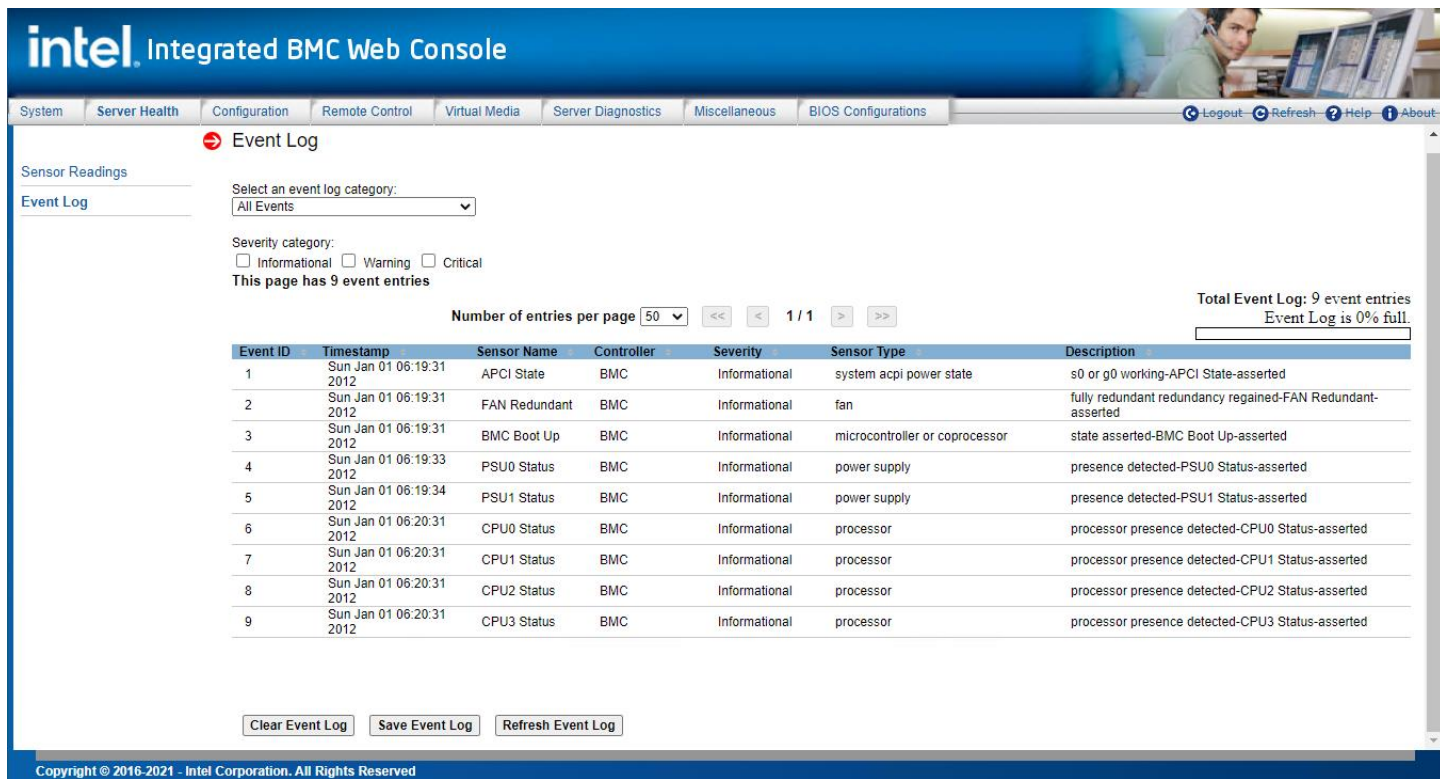 intel. Integrated BMC Web Console
System Server Health Configuration Remote Control Virtual Media Server Diagnostics Miscellaneous BIOS Configurations Logout Refresh Help About
Event Log
Sensor Readings
Event Log
Select an event log category:
All Events
Severity category:
Informational Warning Critical
This page has 9 event entries
Total Event Log: 9 event entries
Number of entries per page 50 << < 1 / 1 > >>
Event Log is 0% full.
Event ID Timestamp Sensor Name Controller Severity Sensor Type Description
1 Sun Jan 01 06:19:31 2012 APCI State BMC Informational system acpi power state s0 or g0 working-APCI State-asserted
2 Sun Jan 01 06:19:31 2012 FAN Redundant BMC Informational fan fully redundant redundancy regained-FAN Redundant-asserted
3 Sun Jan 01 06:19:31 2012 BMC Boot Up BMC Informational microcontroller or coprocessor state asserted-BMC Boot Up-asserted
4 Sun Jan 01 06:19:33 2012 PSU0 Status BMC Informational power supply presence detected-PSU0 Status-asserted
5 Sun Jan 01 06:19:34 2012 PSU1 Status BMC Informational power supply presence detected-PSU1 Status-asserted
6 Sun Jan 01 06:20:31 2012 CPU0 Status BMC Informational processor processor presence detected-CPU0 Status-asserted
7 Sun Jan 01 06:20:31 2012 CPU1 Status BMC Informational processor processor presence detected-CPU1 Status-asserted
8 Sun Jan 01 06:20:31 2012 CPU2 Status BMC Informational processor processor presence detected-CPU2 Status-asserted
9 Sun Jan 01 06:20:31 2012 CPU3 Status BMC Informational processor processor presence detected-CPU3 Status-asserted
Clear Event Log Save Event Log Refresh Event Log
Copyright © 2016-2021 - Intel Corporation. All Rights Reserved